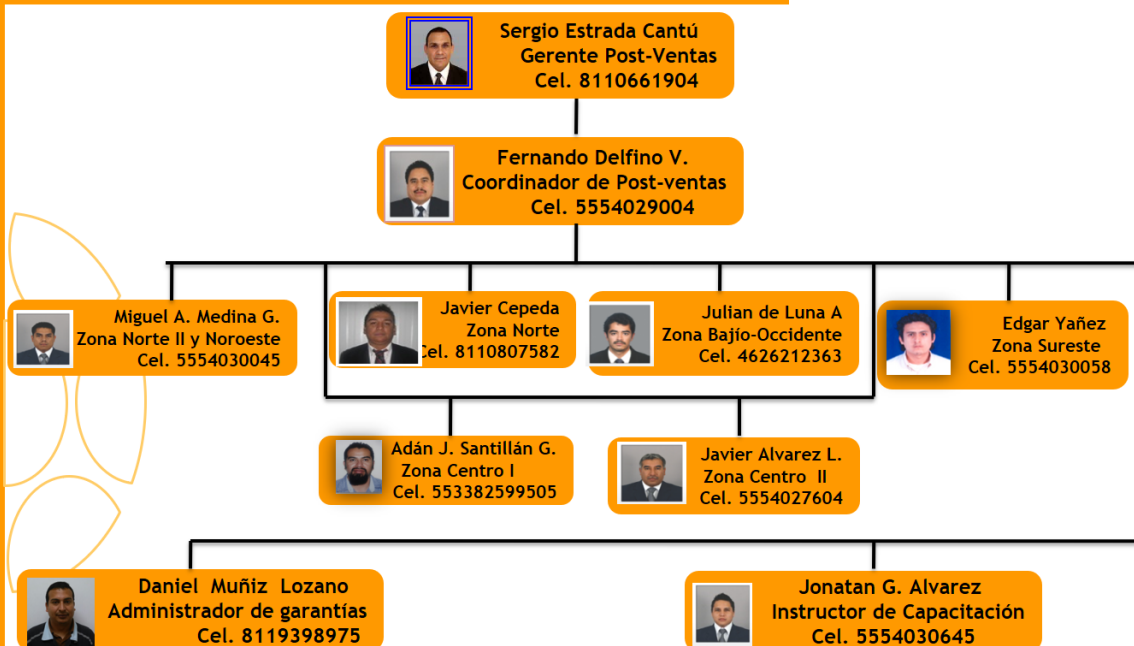 Sergio Estrada Cantú
Gerente Post-Ventas
Cel. 8110661904
Fernando Delfino V.
Coordinador de Post-ventas
Cel. 5554029004
Miguel A. Medina G.
Zona Norte II y Noroeste
Cel. 5554030045
Javier Cepeda
Zona Norte
Cel. 8110807582
Julian de Luna A
Zona Bajío-Occidente
Cel. 4626212363
Edgar Yañez
Zona Sureste
Cel. 5554030058
Adán J. Santillán G.
Zona Centro I
Cel. 553382599505
Javier Alvarez L.
Zona Centro II
Cel. 5554027604
Daniel Muñiz Lozano
Administrador de garantías
Cel. 8119398975
Jonatan G. Alvarez
Instructor de Capacitación
Cel. 5554030645